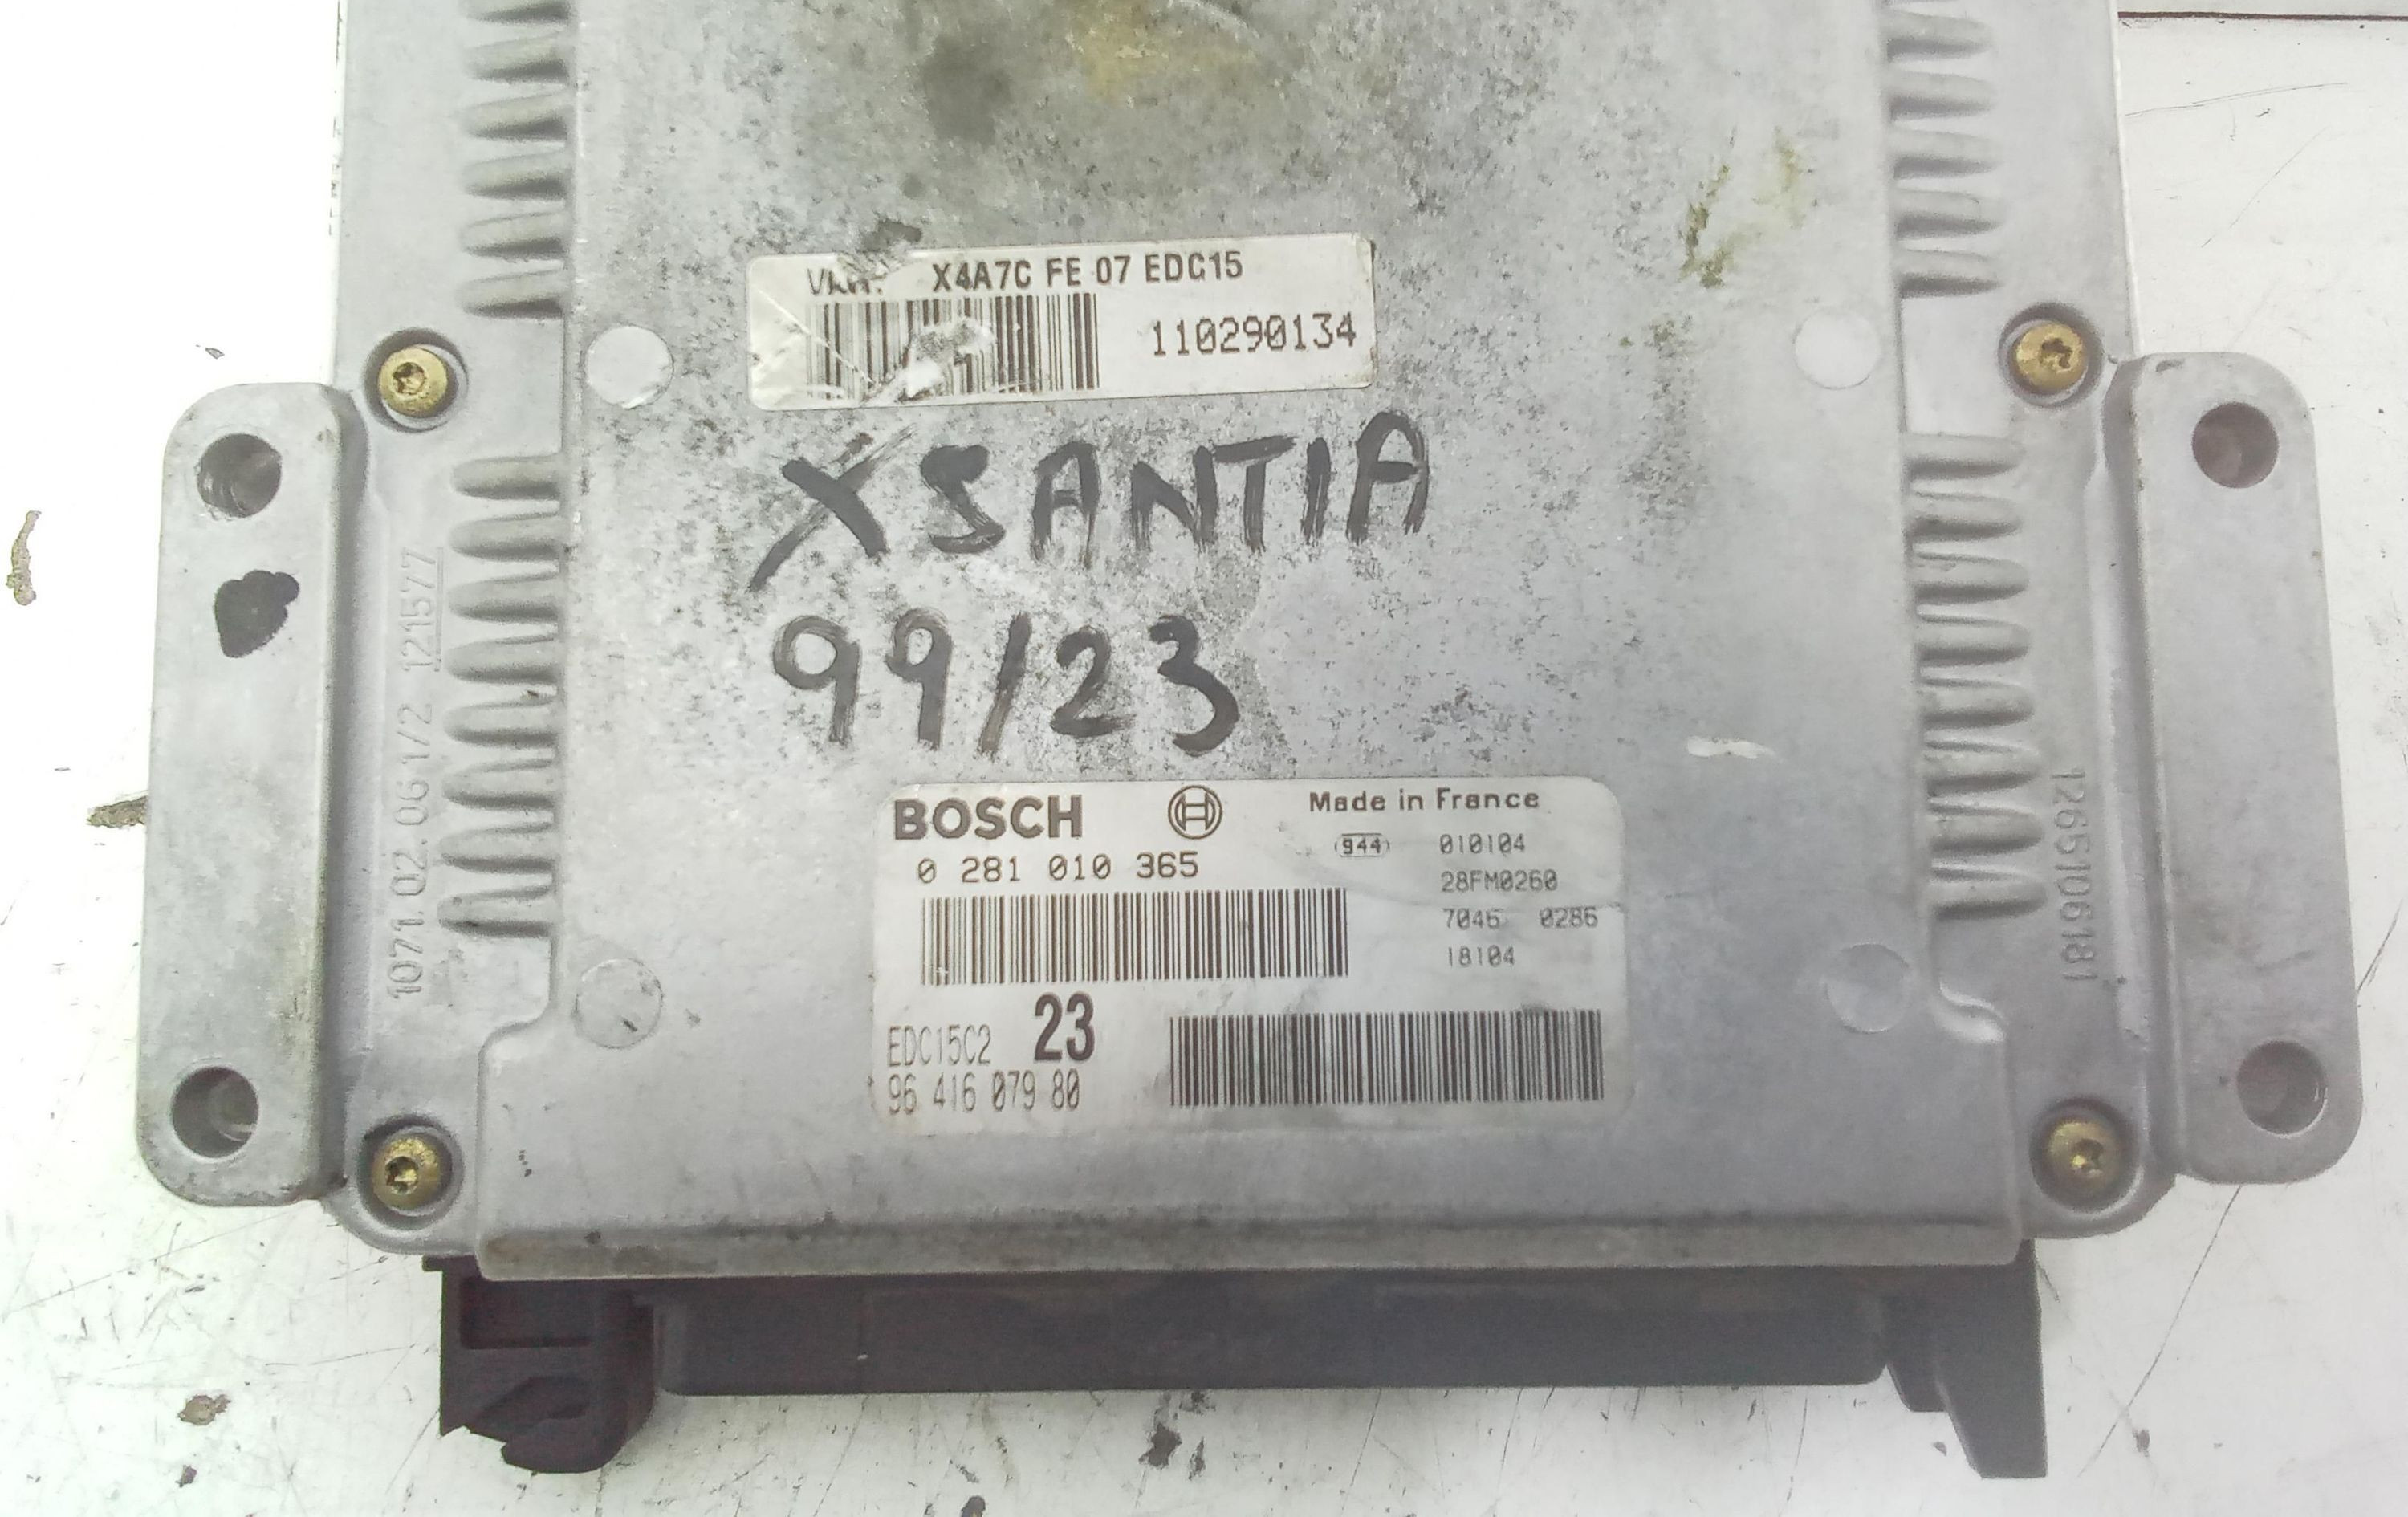 X4A7C FE 07 EDC15
110290134
XSANTIA
99/23
BOSCH
Made in France
0 281 010 365
944
010104
28FM0260
7046 0286
18104
EDC15C2 23
96 416 079 80
1071.02.061/2 121577
1265106181